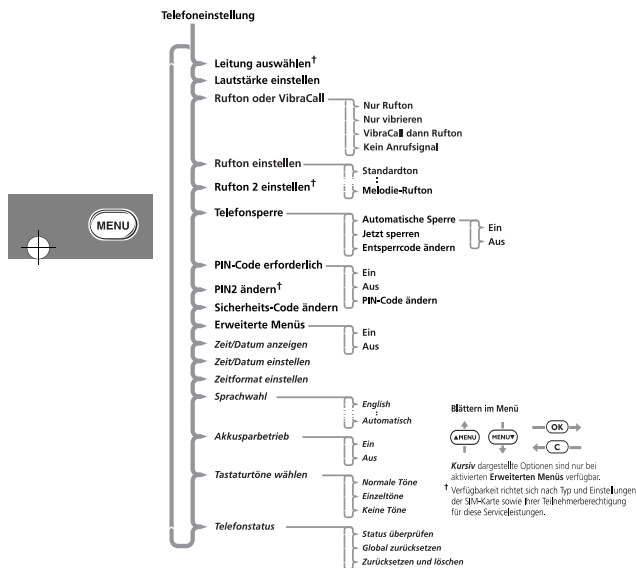 Telefoneinstellung
Leitung auswählen†
Lautstärke einstellen
Rufton oder VibraCall
Nur Rufton
Nur vibrieren
VibraCall dann Rufton
Kein Anrufsignal
Rufton einstellen
Standardton
Rufton 2 einstellen†
Melodie-Rufton
Telefonsperre
Automatische Sperre
Ein
Aus
Jetzt sperren
Entsperrcode ändern
MENU
PIN-Code erforderlich
Ein
Aus
PIN-Code ändern
PIN2 ändern†
Sicherheits-Code ändern
Erweiterte Menüs
Ein
Aus
Zeit/Datum anzeigen
Zeit/Datum einstellen
Zeitformat einstellen
Sprachwahl
English
Automatisch
Akkusparbetrieb
Ein
Aus
Tastaturtöne wählen
Normale Töne
Einzeltöne
Keine Töne
Telefonstatus
Status überprüfen
Global zurücksetzen
Zurücksetzen und löschen
Blättern im Menü
▲MENU MENU▼ OK
C
Kursiv dargestellte Optionen sind nur bei
aktivierten Erweiterten Menüs verfügbar.
† Verfügbarkeit richtet sich nach Typ und Einstellungen
der SIM-Karte sowie Ihrer Teilnehmerberechtigung
für diese Serviceleistungen.